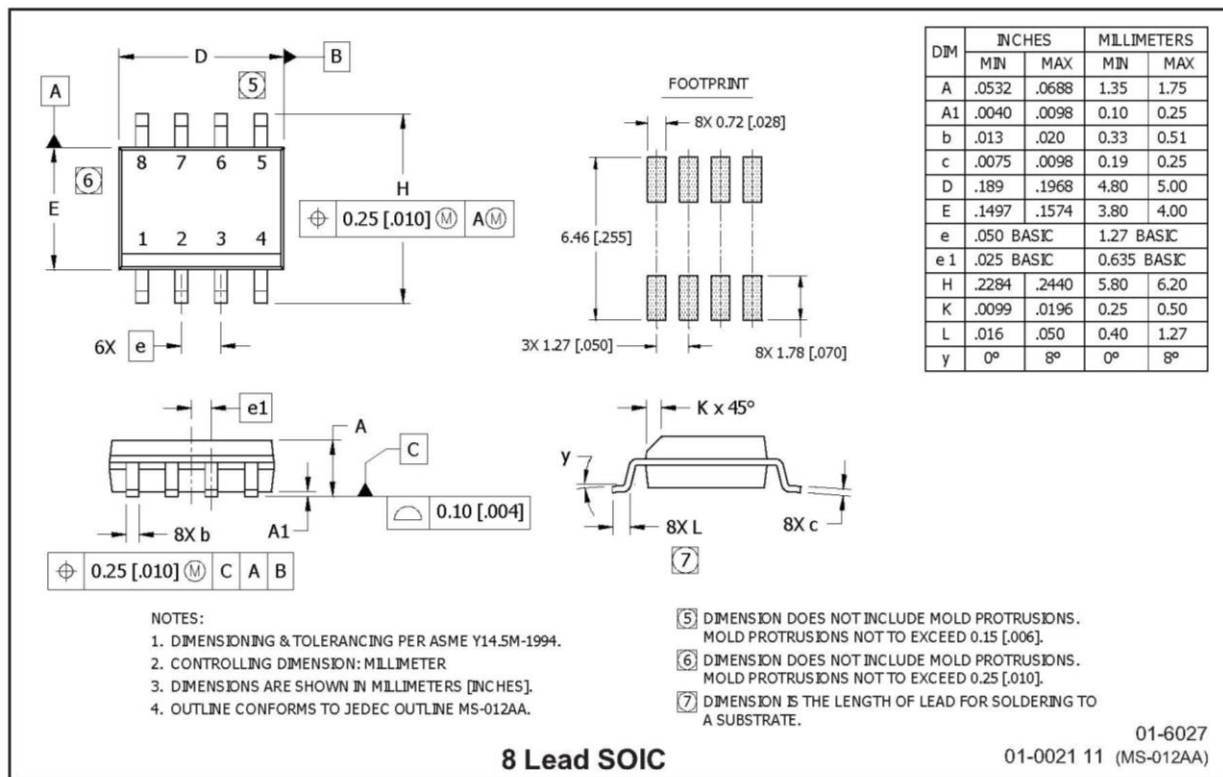 D
B
5
A
8 7 6 5
6
E
H
⌖ 0.25 [.010] Ⓜ A Ⓜ
1 2 3 4
6X e
FOOTPRINT
8X 0.72 [.028]
6.46 [.255]
3X 1.27 [.050]
8X 1.78 [.070]
DIM INCHES MILLIMETERS
MIN MAX MIN MAX
A .0532 .0688 1.35 1.75
A1 .0040 .0098 0.10 0.25
b .013 .020 0.33 0.51
c .0075 .0098 0.19 0.25
D .189 .1968 4.80 5.00
E .1497 .1574 3.80 4.00
e .050 BASIC 1.27 BASIC
e 1 .025 BASIC 0.635 BASIC
H .2284 .2440 5.80 6.20
K .0099 .0196 0.25 0.50
L .016 .050 0.40 1.27
y 0° 8° 0° 8°
e1
A
C
0.10 [.004]
A1
8X b
⌖ 0.25 [.010] Ⓜ C A B
K x 45°
y
8X L
8X c
7
NOTES:
1. DIMENSIONING & TOLERANCING PER ASME Y14.5M-1994.
2. CONTROLLING DIMENSION: MILLIMETER
3. DIMENSIONS ARE SHOWN IN MILLIMETERS [INCHES].
4. OUTLINE CONFORMS TO JEDEC OUTLINE MS-012AA.
5 DIMENSION DOES NOT INCLUDE MOLD PROTRUSIONS.
MOLD PROTRUSIONS NOT TO EXCEED 0.15 [.006].
6 DIMENSION DOES NOT INCLUDE MOLD PROTRUSIONS.
MOLD PROTRUSIONS NOT TO EXCEED 0.25 [.010].
7 DIMENSION IS THE LENGTH OF LEAD FOR SOLDERING TO
A SUBSTRATE.
8 Lead SOIC
01-6027
01-0021 11 (MS-012AA)